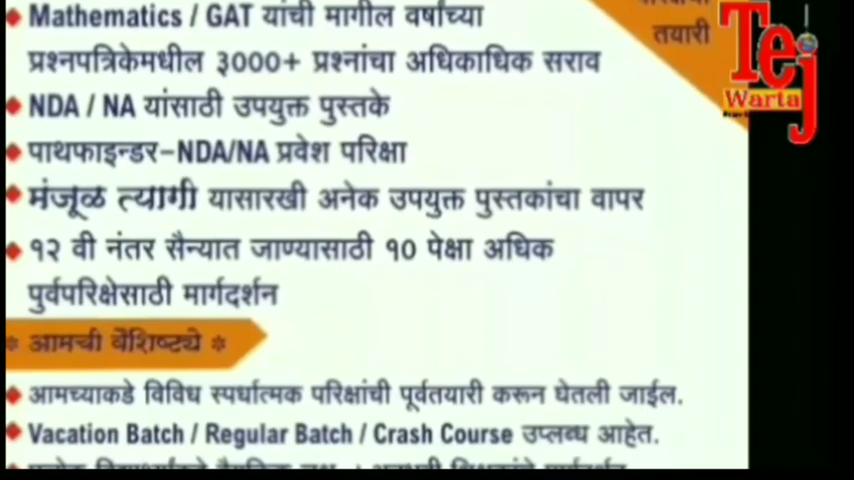 Mathematics / GAT यांची मागील वर्षांच्या
प्रश्नपत्रिकेमधील ३000+ प्रश्नांचा अधिकाधिक सराव
तयारी
Tej
Warta
NDA / NA यांसाठी उपयुक्त पुस्तके
पाथफाइन्डर-NDA/NA प्रवेश परिक्षा
मंजूळ त्यागी यासारखी अनेक उपयुक्त पुस्तकांचा वापर
१२ वी नंतर सैन्यात जाण्यासाठी १0 पेक्षा अधिक
पुर्वपरिक्षेसाठी मार्गदर्शन
* आमची वैशिष्ट्ये *
आमच्याकडे विविध स्पर्धात्मक परिक्षांची पूर्वतयारी करून घेतली जाईल.
Vacation Batch / Regular Batch / Crash Course उप्लब्ध आहेत.